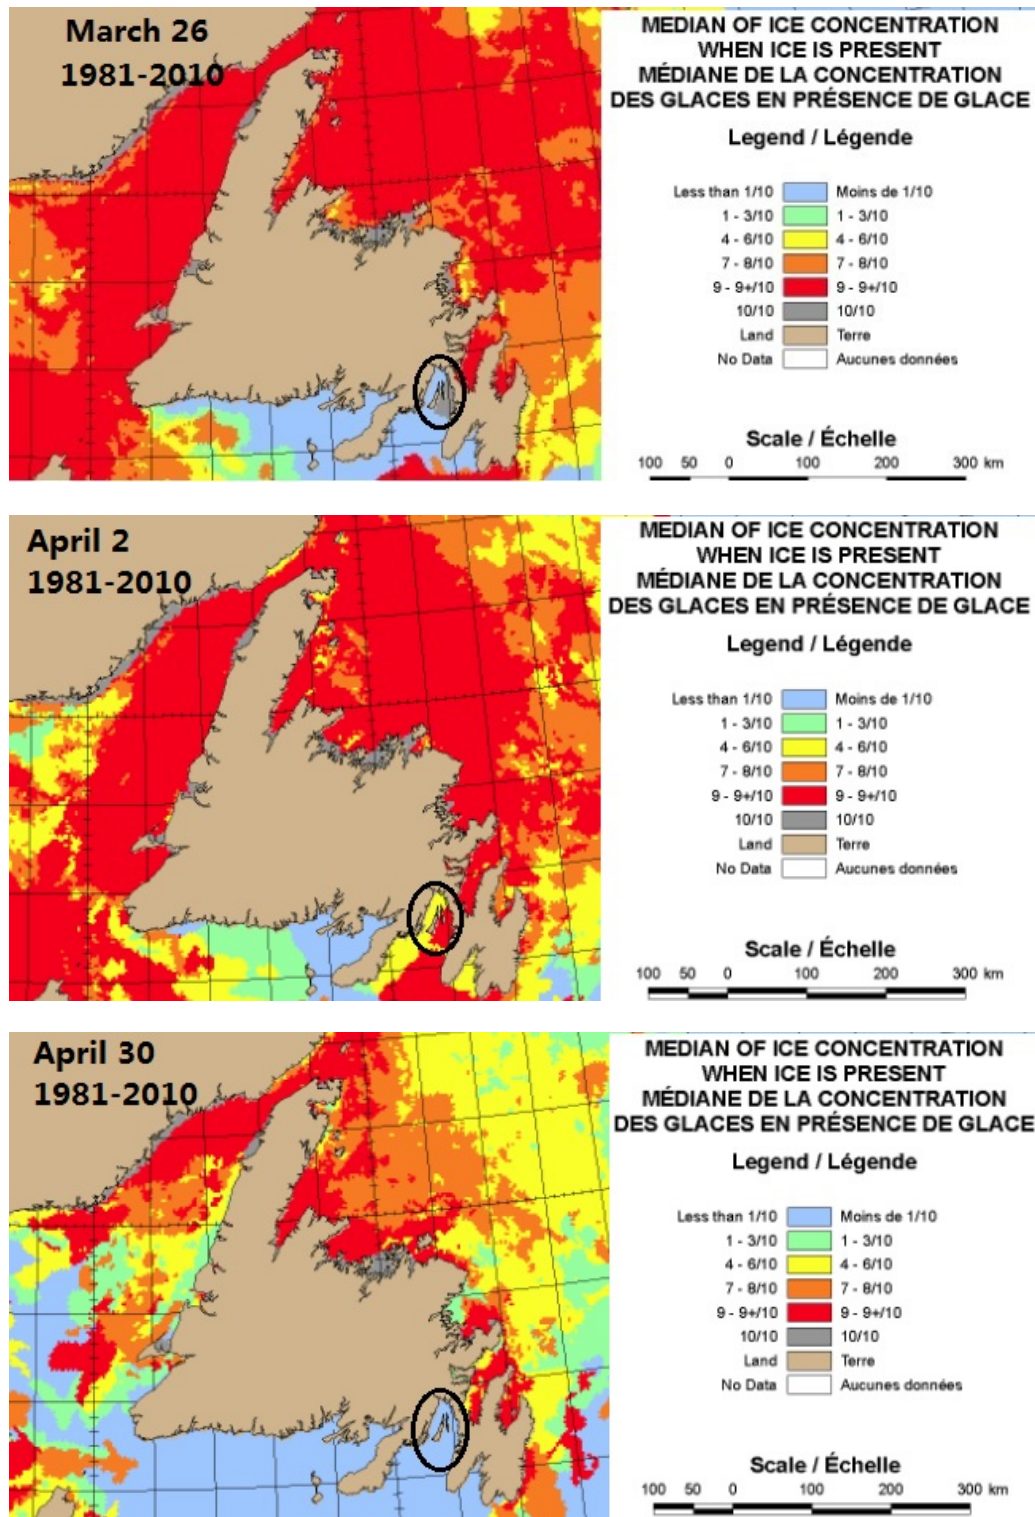 March 26
1981-2010
MEDIAN OF ICE CONCENTRATION
WHEN ICE IS PRESENT
MÉDIANE DE LA CONCENTRATION
DES GLACES EN PRÉSENCE DE GLACE
Legend / Légende
Less than 1/10 Moins de 1/10
1 - 3/10 1 - 3/10
4 - 6/10 4 - 6/10
7 - 8/10 7 - 8/10
9 - 9+/10 9 - 9+/10
10/10 10/10
Land Terre
No Data Aucunes données
Scale / Échelle
100 50 0 100 200 300 km
April 2
1981-2010
MEDIAN OF ICE CONCENTRATION
WHEN ICE IS PRESENT
MÉDIANE DE LA CONCENTRATION
DES GLACES EN PRÉSENCE DE GLACE
Legend / Légende
Less than 1/10 Moins de 1/10
1 - 3/10 1 - 3/10
4 - 6/10 4 - 6/10
7 - 8/10 7 - 8/10
9 - 9+/10 9 - 9+/10
10/10 10/10
Land Terre
No Data Aucunes données
Scale / Échelle
100 50 0 100 200 300 km
April 30
1981-2010
MEDIAN OF ICE CONCENTRATION
WHEN ICE IS PRESENT
MÉDIANE DE LA CONCENTRATION
DES GLACES EN PRÉSENCE DE GLACE
Legend / Légende
Less than 1/10 Moins de 1/10
1 - 3/10 1 - 3/10
4 - 6/10 4 - 6/10
7 - 8/10 7 - 8/10
9 - 9+/10 9 - 9+/10
10/10 10/10
Land Terre
No Data Aucunes données
Scale / Échelle
100 50 0 100 200 300 km